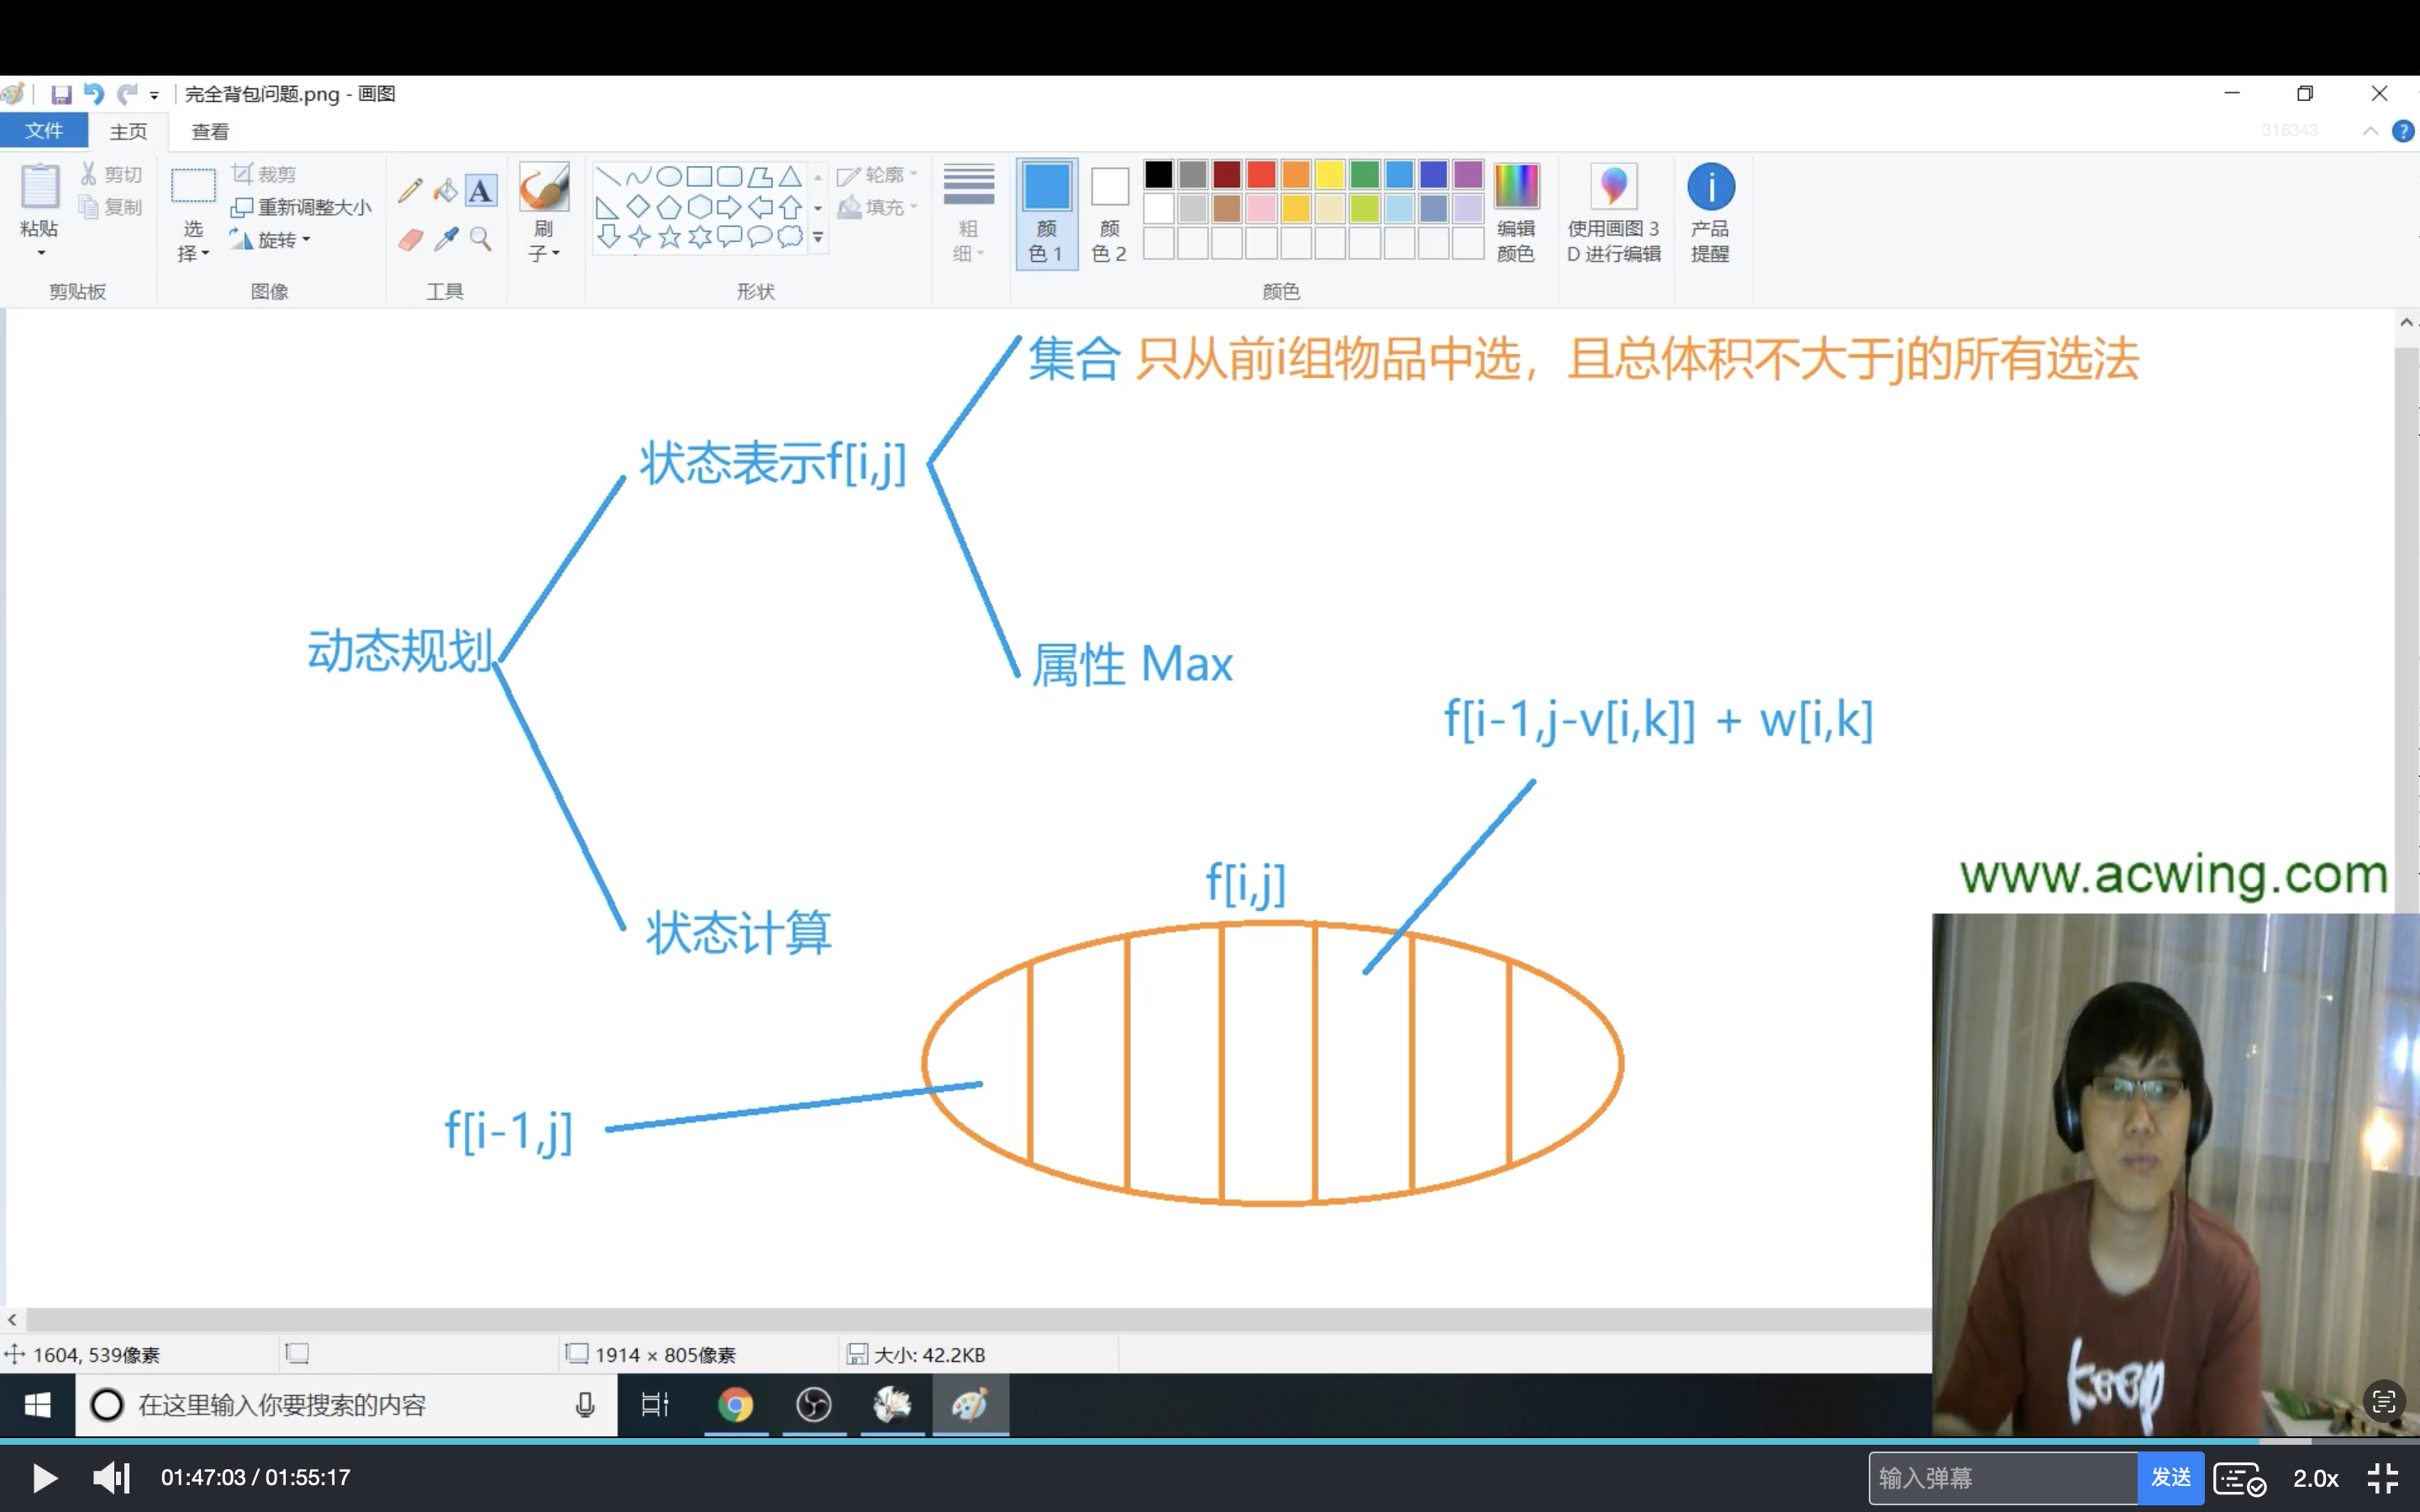 完全背包问题.png - 画图
文件 主页 查看
316343
粘贴
剪切
复制
剪贴板
选择
裁剪
重新调整大小
旋转
图像
A
工具
刷子
轮廓
填充
形状
粗细
颜色 1
颜色 2
编辑颜色
颜色
使用画图 3D 进行编辑
产品提醒
集合 只从前i组物品中选，且总体积不大于j的所有选法
状态表示f[i,j]
动态规划
属性 Max
f[i-1,j-v[i,k]] + w[i,k]
f[i,j]
www.acwing.com
状态计算
f[i-1,j]
keep
1604, 539像素
1914 × 805像素
大小: 42.2KB
在这里输入你要搜索的内容
01:47:03 / 01:55:17
输入弹幕
发送
2.0x